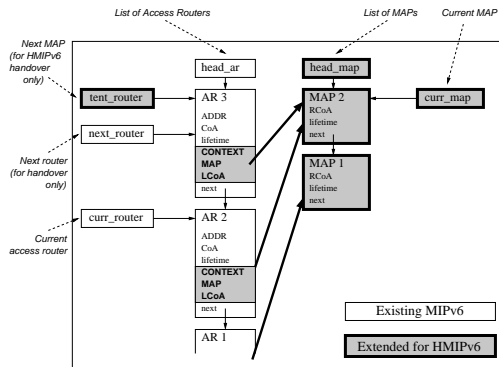 List of Access Routers
List of MAPs
Current MAP
Next MAP
(for HMIPv6
handover
only)
head_ar
head_map
tent_router
AR 3
ADDR
CoA
lifetime
CONTEXT
MAP
LCoA
next
MAP 2
RCoA
lifetime
next
curr_map
next_router
Next router
(for handover
only)
MAP 1
RCoA
lifetime
next
curr_router
Current
access router
AR 2
ADDR
CoA
lifetime
CONTEXT
MAP
LCoA
next
AR 1
Existing MIPv6
Extended for HMIPv6